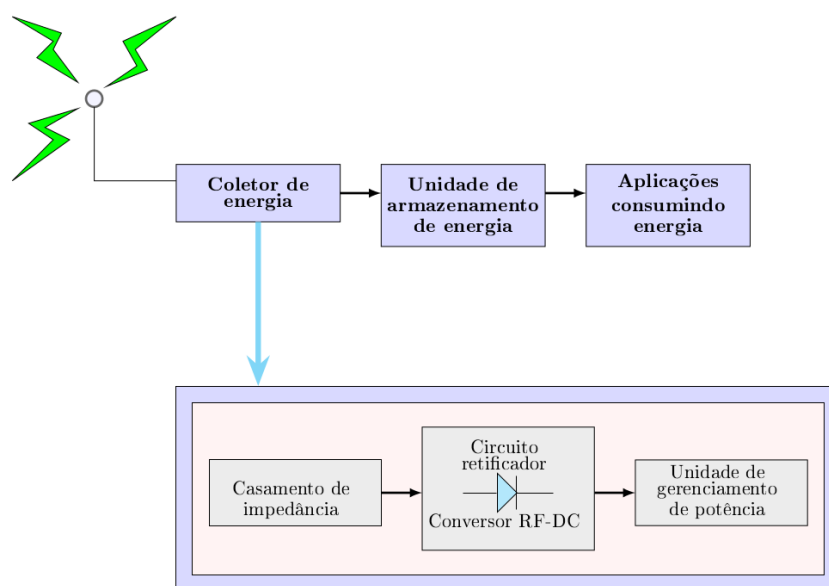 Coletor de
energia
Unidade de
armazenamento
de energia
Aplicações
consumindo
energia
Casamento de
impedância
Circuito
retificador
Conversor RF-DC
Unidade de
gerenciamento
de potência